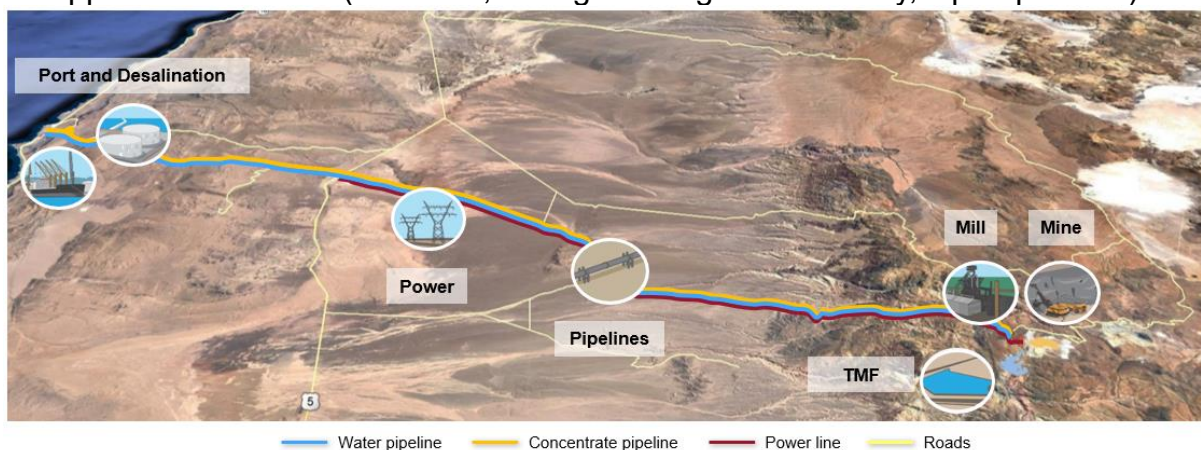 Port and Desalination
Power
Pipelines
Mill
Mine
TMF
5
Water pipeline
Concentrate pipeline
Power line
Roads